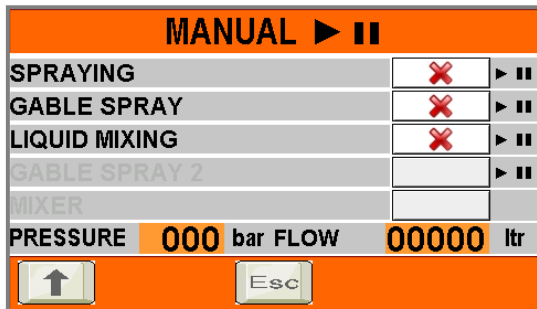 MANUAL ►▮▮
SPRAYING ►▮▮
GABLE SPRAY ►▮▮
LIQUID MIXING ►▮▮
GABLE SPRAY 2 ►▮▮
MIXER
PRESSURE 000 bar FLOW 00000 ltr
Esc